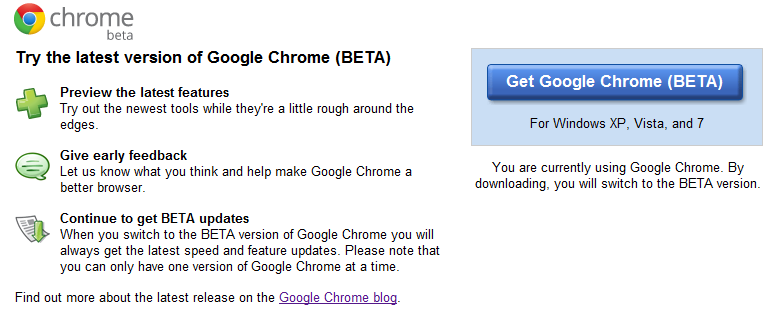 chrome
beta
Try the latest version of Google Chrome (BETA)
Preview the latest features
Try out the newest tools while they're a little rough around the
edges.
Give early feedback
Let us know what you think and help make Google Chrome a
better browser.
Continue to get BETA updates
When you switch to the BETA version of Google Chrome you will
always get the latest speed and feature updates. Please note that
you can only have one version of Google Chrome at a time.
Find out more about the latest release on the Google Chrome blog.
Get Google Chrome (BETA)
For Windows XP, Vista, and 7
You are currently using Google Chrome. By
downloading, you will switch to the BETA version.